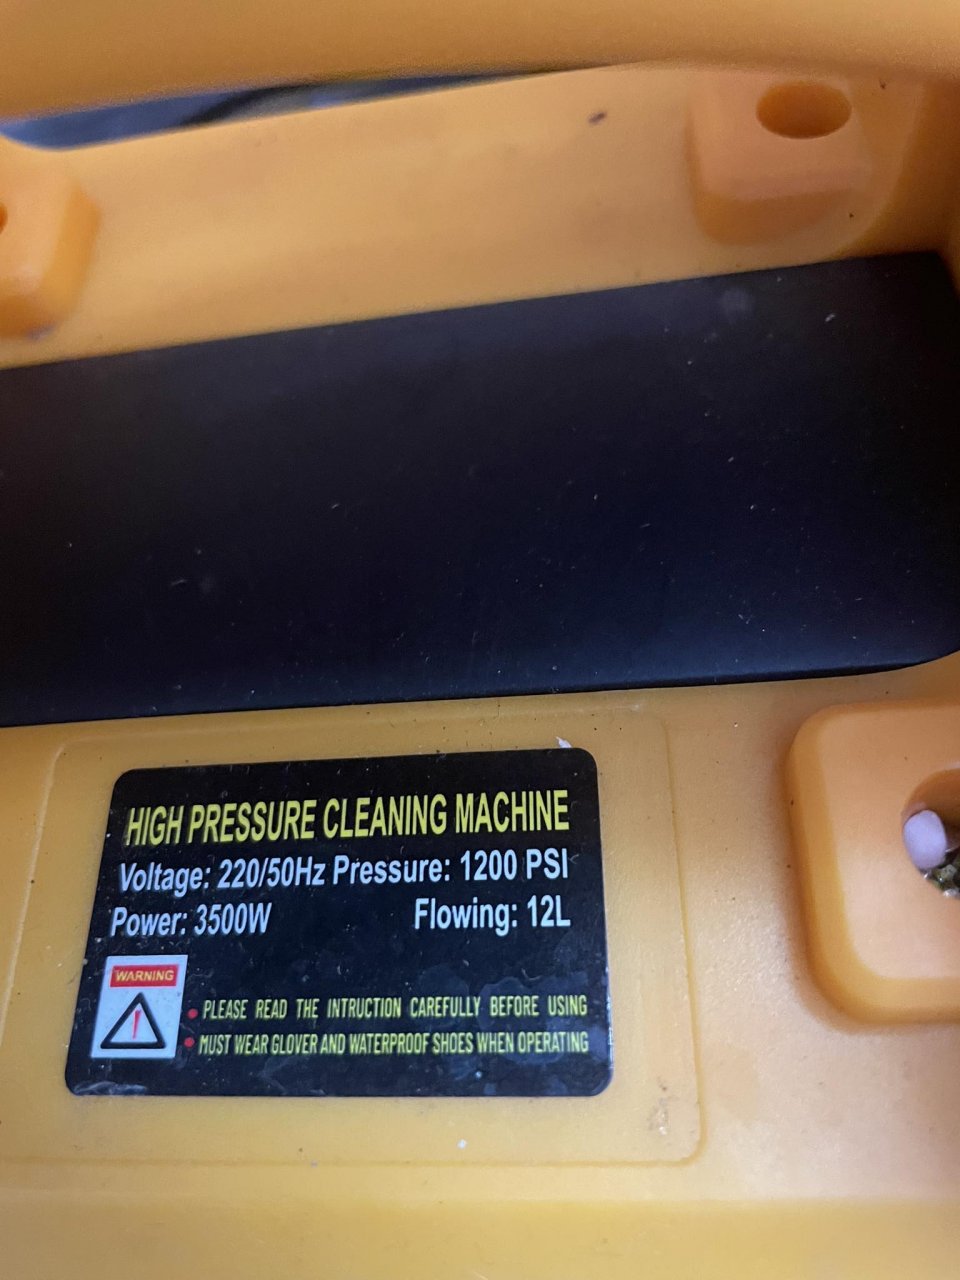 HIGH PRESSURE CLEANING MACHINE
Voltage: 220/50Hz Pressure: 1200 PSI
Power: 3500W Flowing: 12L
WARNING
• PLEASE READ THE INTRUCTION CAREFULLY BEFORE USING
• MUST WEAR GLOVER AND WATERPROOF SHOES WHEN OPERATING